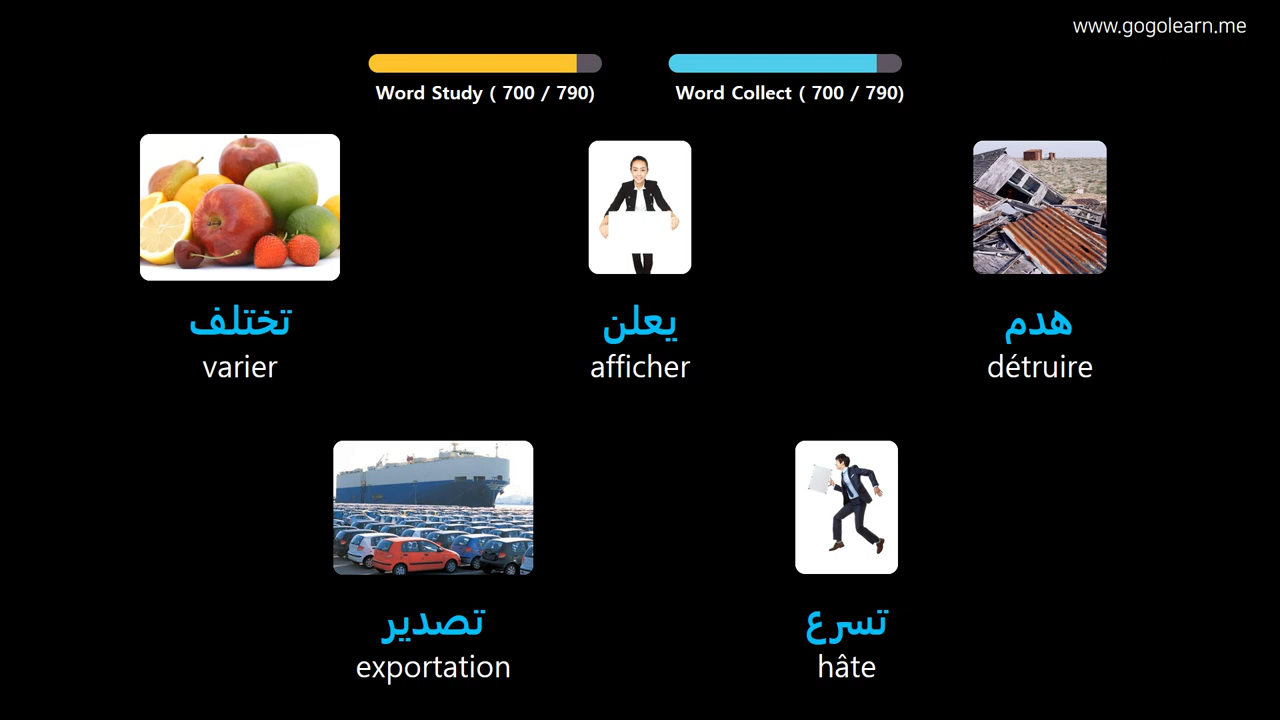 www.gogolearn.me
Word Study ( 700 / 790)
Word Collect ( 700 / 790)
تختلف
varier
يعلن
afficher
هدم
détruire
تصدير
exportation
تسرع
hâte